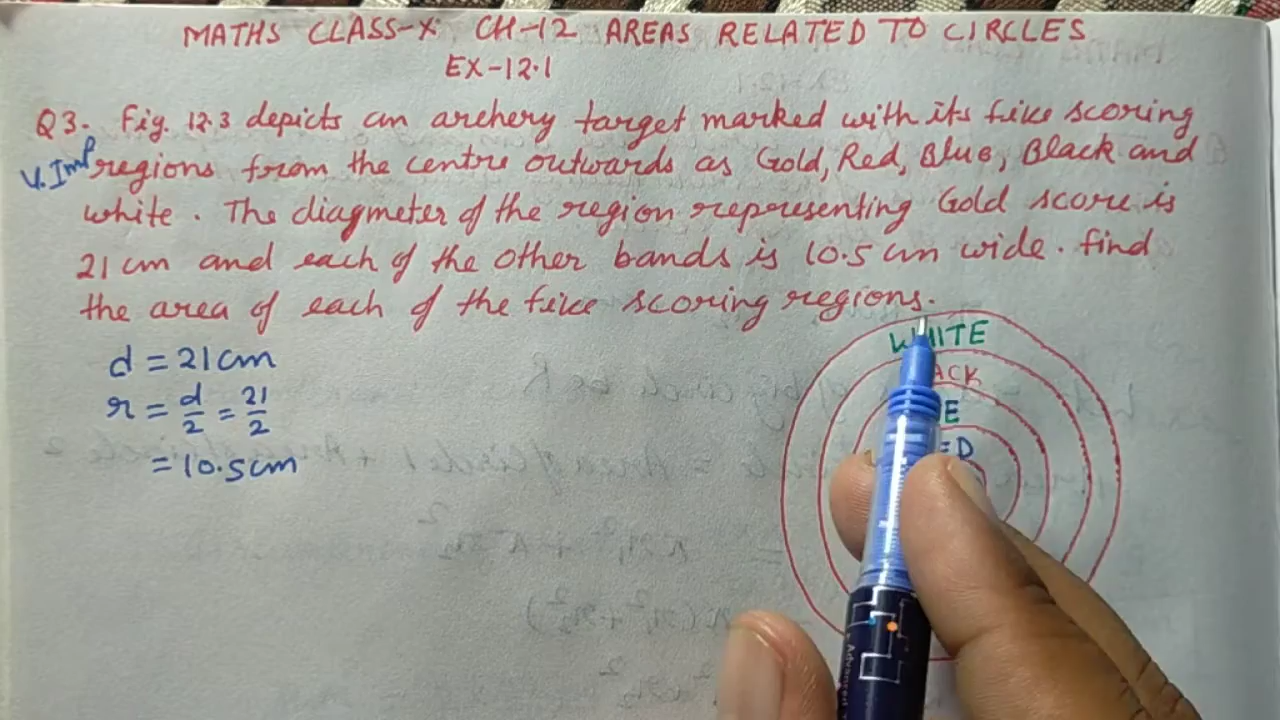 MATHS CLASS-X CH-12 AREAS RELATED TO CIRCLES
EX-12.1
Q3. Fig. 12.3 depicts an archery target marked with its five scoring
V.Imp regions from the centre outwards as Gold, Red, Blue, Black and
white. The diagmeter of the region rrepresenting Gold score is
21 cm and each of the other bands is 10.5 cm wide. find
the area of each of the five scoring regions.
d = 21cm
r = d/2 = 21/2
= 10.5cm
WHITE
ACK
E
ED